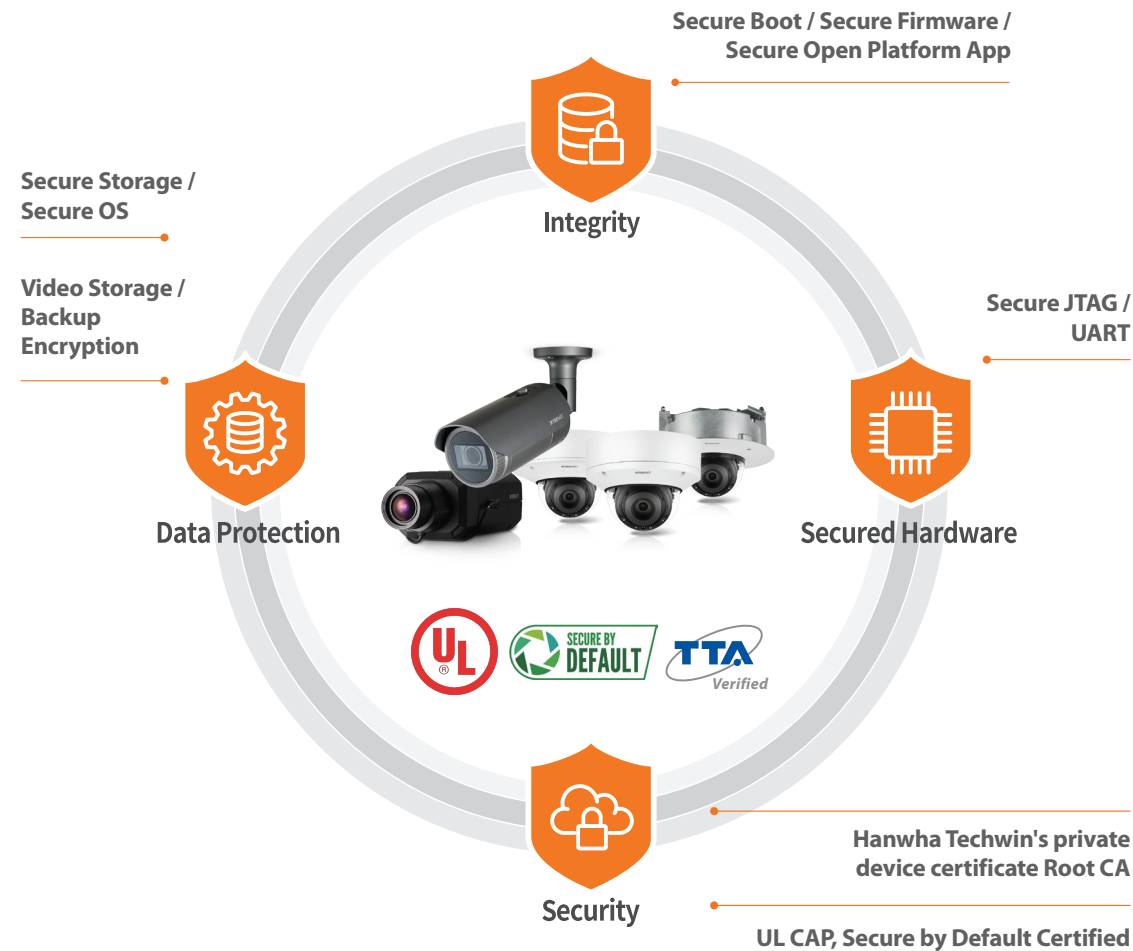 Secure Boot / Secure Firmware /
Secure Open Platform App
Integrity
Secure Storage /
Secure OS
Video Storage /
Backup
Encryption
Data Protection
Secure JTAG /
UART
Secured Hardware
UL
®
SECURE BY
DEFAULT
TTA
Verified
Security
Hanwha Techwin's private
device certificate Root CA
UL CAP, Secure by Default Certified